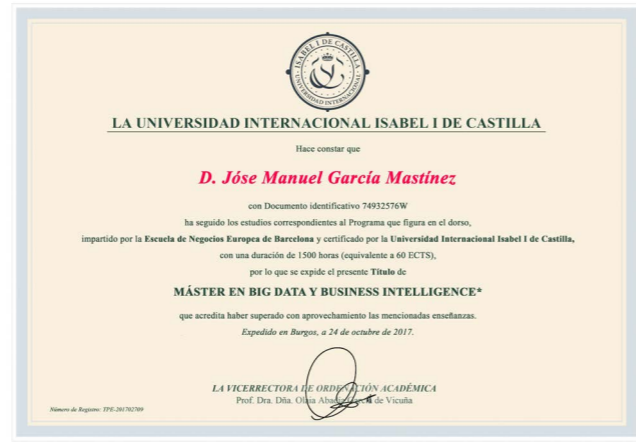 ISABEL I DE CASTILLA
UNIVERSIDAD INTERNACIONAL
LA UNIVERSIDAD INTERNACIONAL ISABEL I DE CASTILLA
Hace constar que
D. Jóse Manuel García Mastínez
con Documento identificativo 74932576W
ha seguido los estudios correspondientes al Programa que figura en el dorso,
impartido por la Escuela de Negocios Europea de Barcelona y certificado por la Universidad Internacional Isabel I de Castilla,
con una duración de 1500 horas (equivalente a 60 ECTS),
por lo que se expide el presente Título de
MÁSTER EN BIG DATA Y BUSINESS INTELLIGENCE*
que acredita haber superado con aprovechamiento las mencionadas enseñanzas.
Expedido en Burgos, a 24 de octubre de 2017.
LA VICERRECTORA DE ORDENACIÓN ACADÉMICA
Prof. Dra. Dña. Olaia Abadía García de Vicuña
Número de Registro: TPE-201702709